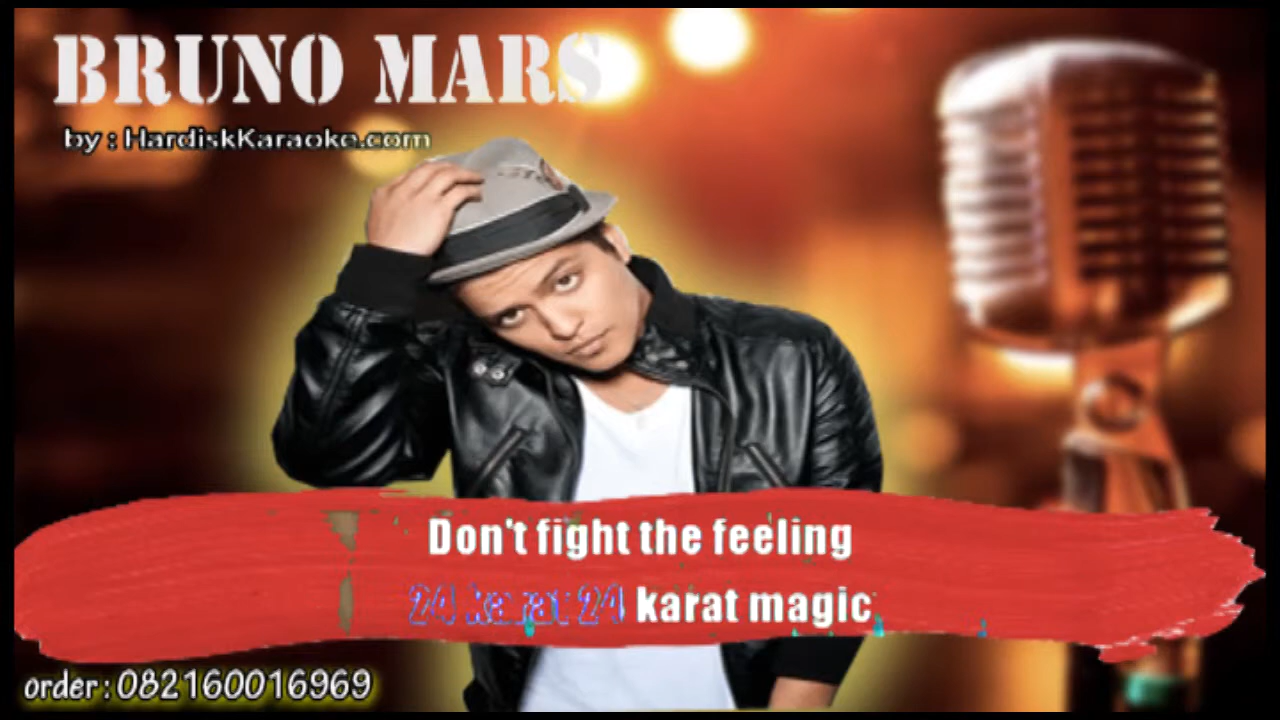 BRUNO MARS
by : HardiskKaraoke.com
Don't fight the feeling
24 karat 24 karat magic
order : 082160016969